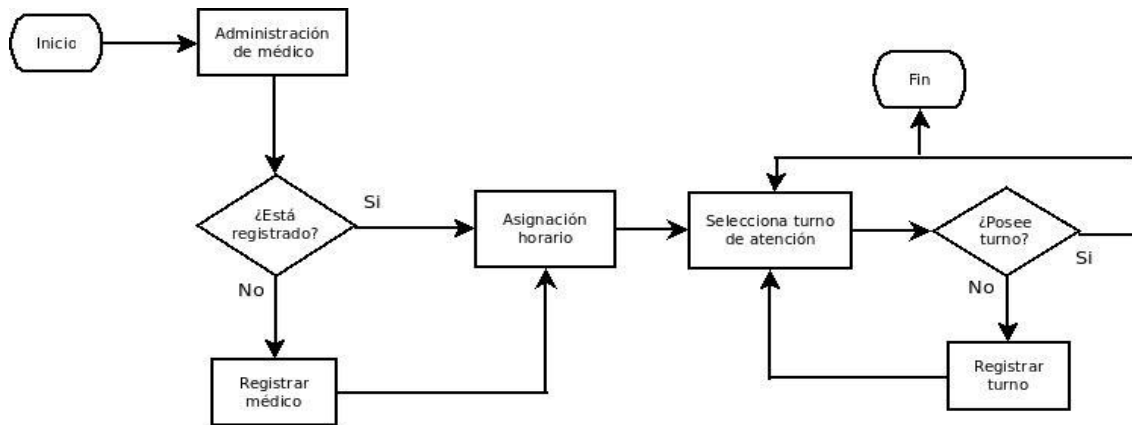 Inicio
Administración
de médico
Fin
¿Está
registrado?
Si
Asignación
horario
Selecciona turno
de atención
¿Posee
turno?
Si
No
No
Registrar
médico
Registrar
turno